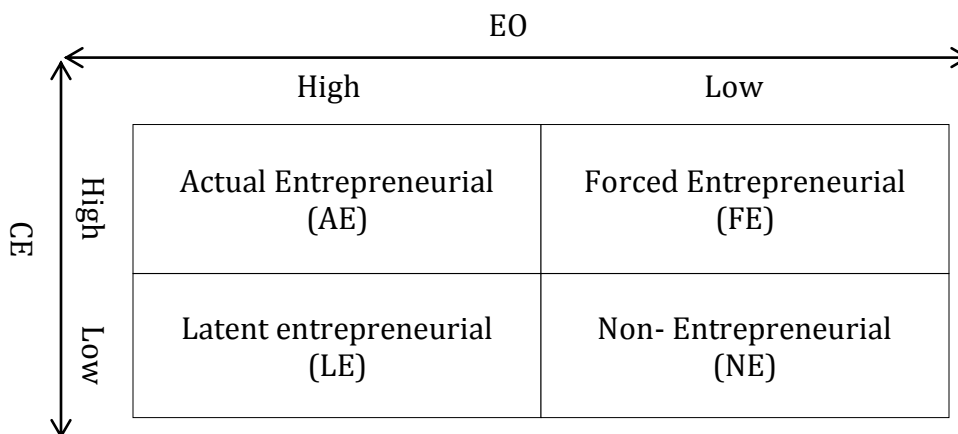 EO
High Low
High
Actual Entrepreneurial
(AE)
Forced Entrepreneurial
(FE)
CE
Low
Latent entrepreneurial
(LE)
Non- Entrepreneurial
(NE)